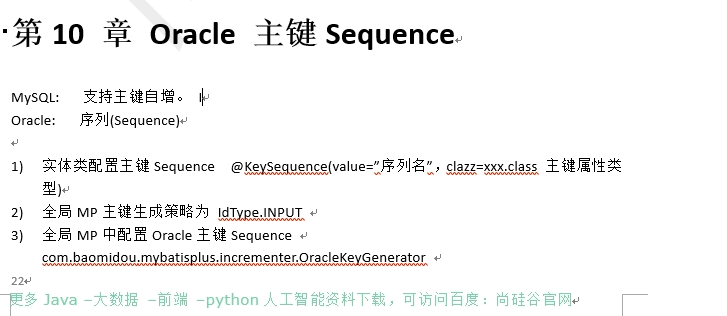 第 10 章 Oracle 主键 Sequence
MySQL: 支持主键自增。
Oracle: 序列(Sequence)
1) 实体类配置主键 Sequence @KeySequence(value=”序列名”，clazz=xxx.class 主键属性类
型)
2) 全局 MP 主键生成策略为 IdType.INPUT
3) 全局 MP 中配置 Oracle 主键 Sequence
com.baomidou.mybatisplus.incrementer.OracleKeyGenerator
22
更多 Java –大数据 –前端 –python 人工智能资料下载，可访问百度：尚硅谷官网